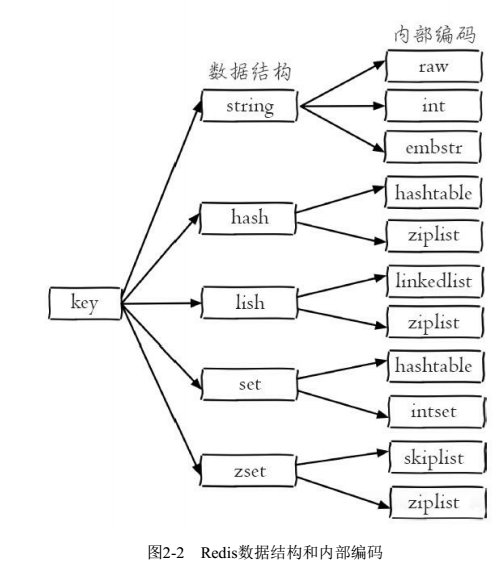 内部编码
数据结构
raw
string
int
embstr
hashtable
hash
ziplist
linkedlist
key
lish
ziplist
hashtable
set
intset
skiplist
zset
ziplist
图2-2 Redis数据结构和内部编码